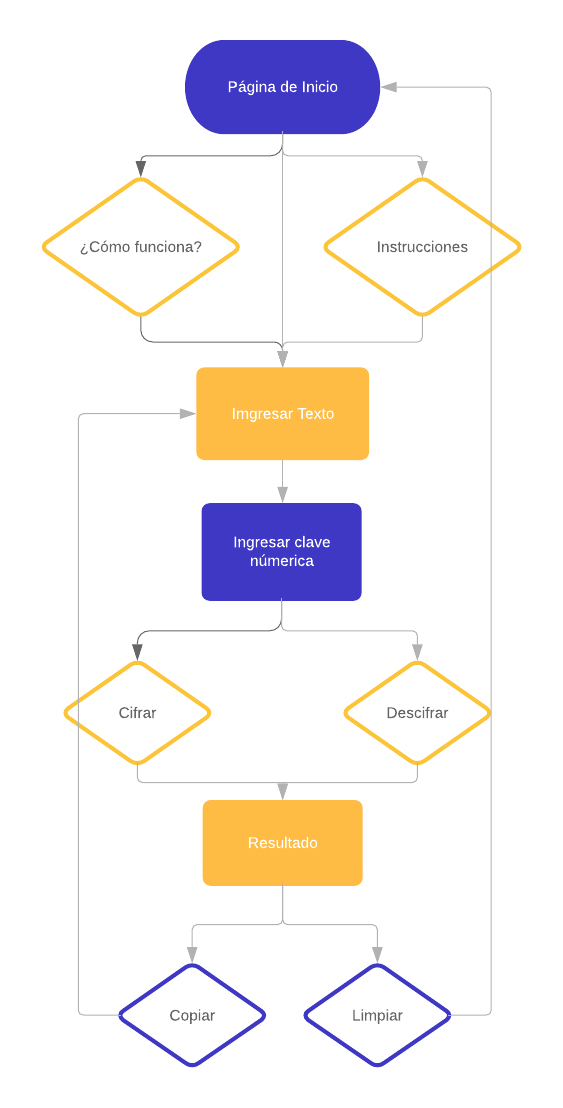 Página de Inicio
¿Cómo funciona?
Instrucciones
Imgresar Texto
Ingresar clave
númerica
Cifrar
Descifrar
Resultado
Copiar
Limpiar